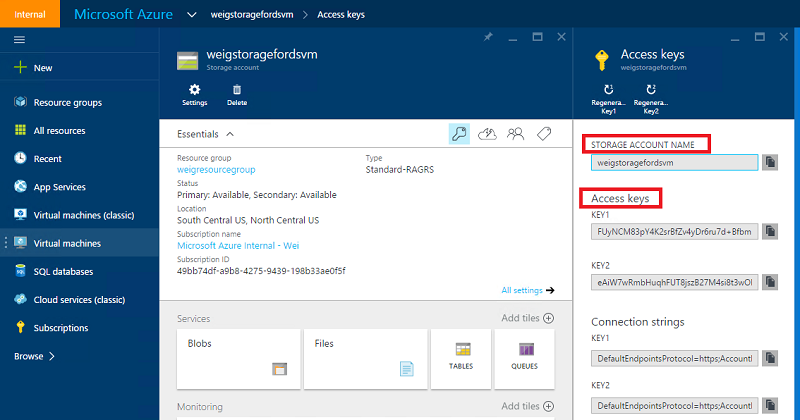 Internal
Microsoft Azure
weigstoragefordsvm > Access keys
New
Resource groups
All resources
Recent
App Services
Virtual machines (classic)
Virtual machines
SQL databases
Cloud services (classic)
Subscriptions
Browse >
weigstoragefordsvm
Storage account
Settings
Delete
Essentials
Resource group
weigresourcegroup
Type
Standard-RAGRS
Status
Primary: Available, Secondary: Available
Location
South Central US, North Central US
Subscription name
Microsoft Azure Internal - Wei
Subscription ID
49bb74df-a9b8-4275-9439-198b33ae0f5f
All settings →
Services
Add tiles
Blobs
Files
TABLES
QUEUES
Monitoring
Add tiles
Access keys
weigstoragefordsvm
Regenera... Key1
Regenera... Key2
STORAGE ACCOUNT NAME
weigstoragefordsvm
Access keys
KEY1
FUyNCM83pY4K2srBfZv4yDr6ru7d+Bfbm
KEY2
eAiW7wRmbHuqhFUT8jszB27M4si8t3wOl
Connection strings
KEY1
DefaultEndpointsProtocol=https;Accountl
KEY2
DefaultEndpointsProtocol=https;Accountl